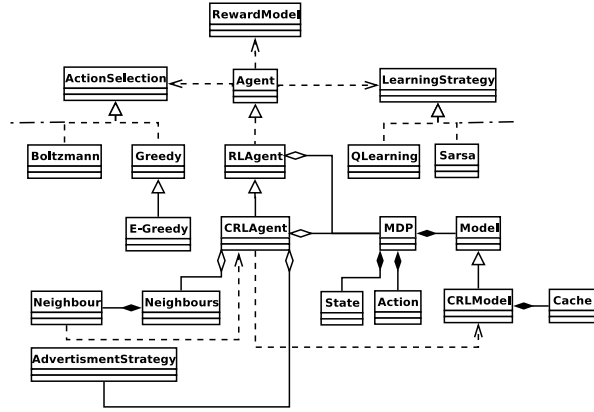 RewardModel
ActionSelection
Agent
LearningStrategy
Boltzmann
Greedy
RLAgent
QLearning
Sarsa
E-Greedy
CRLAgent
MDP
Model
Neighbour
Neighbours
State
Action
CRLModel
Cache
AdvertismentStrategy